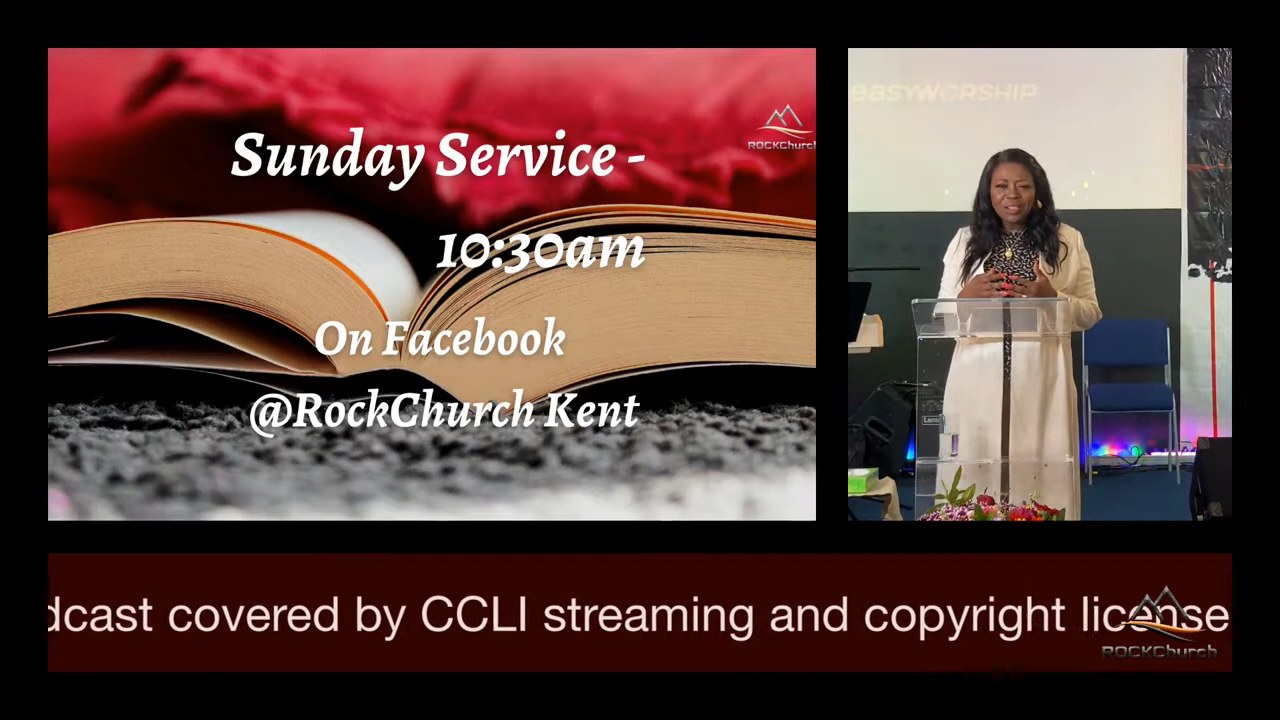 Sunday Service -
10:30am
On Facebook
@RockChurch Kent
ROCKChurch
easyWORSHIP
dcast covered by CCLI streaming and copyright license
ROCKChurch